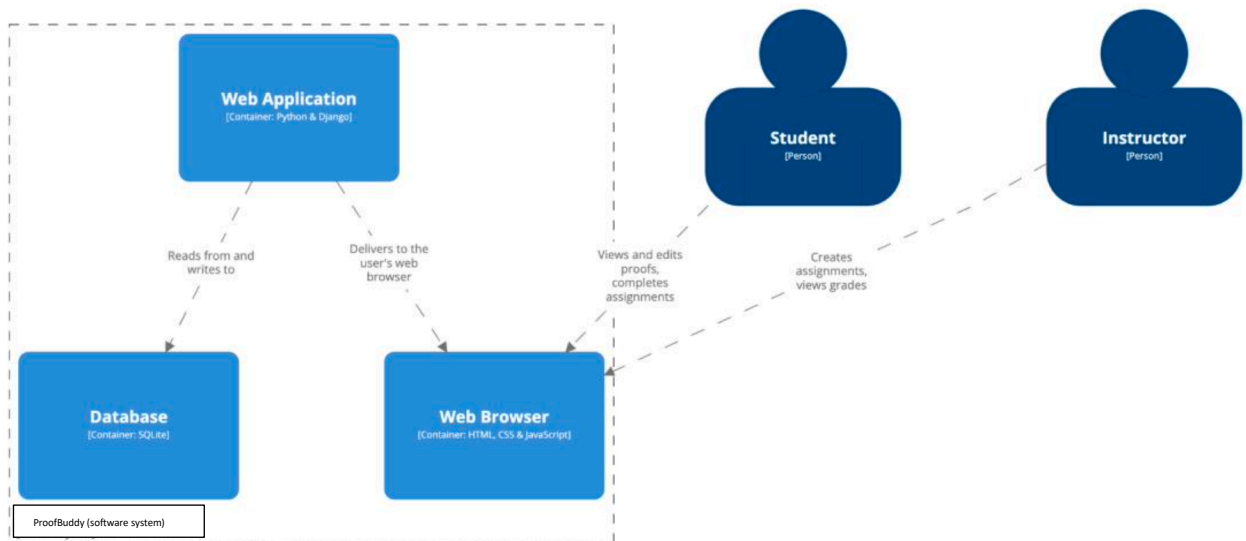 Web Application
[Container: Python & Django]
Student
[Person]
Instructor
[Person]
Reads from and
writes to
Delivers to the
user's web
browser
Views and edits
proofs,
completes
assignments
Creates
assignments,
views grades
Database
[Container: SQLite]
Web Browser
[Container: HTML, CSS & JavaScript]
ProofBuddy (software system)